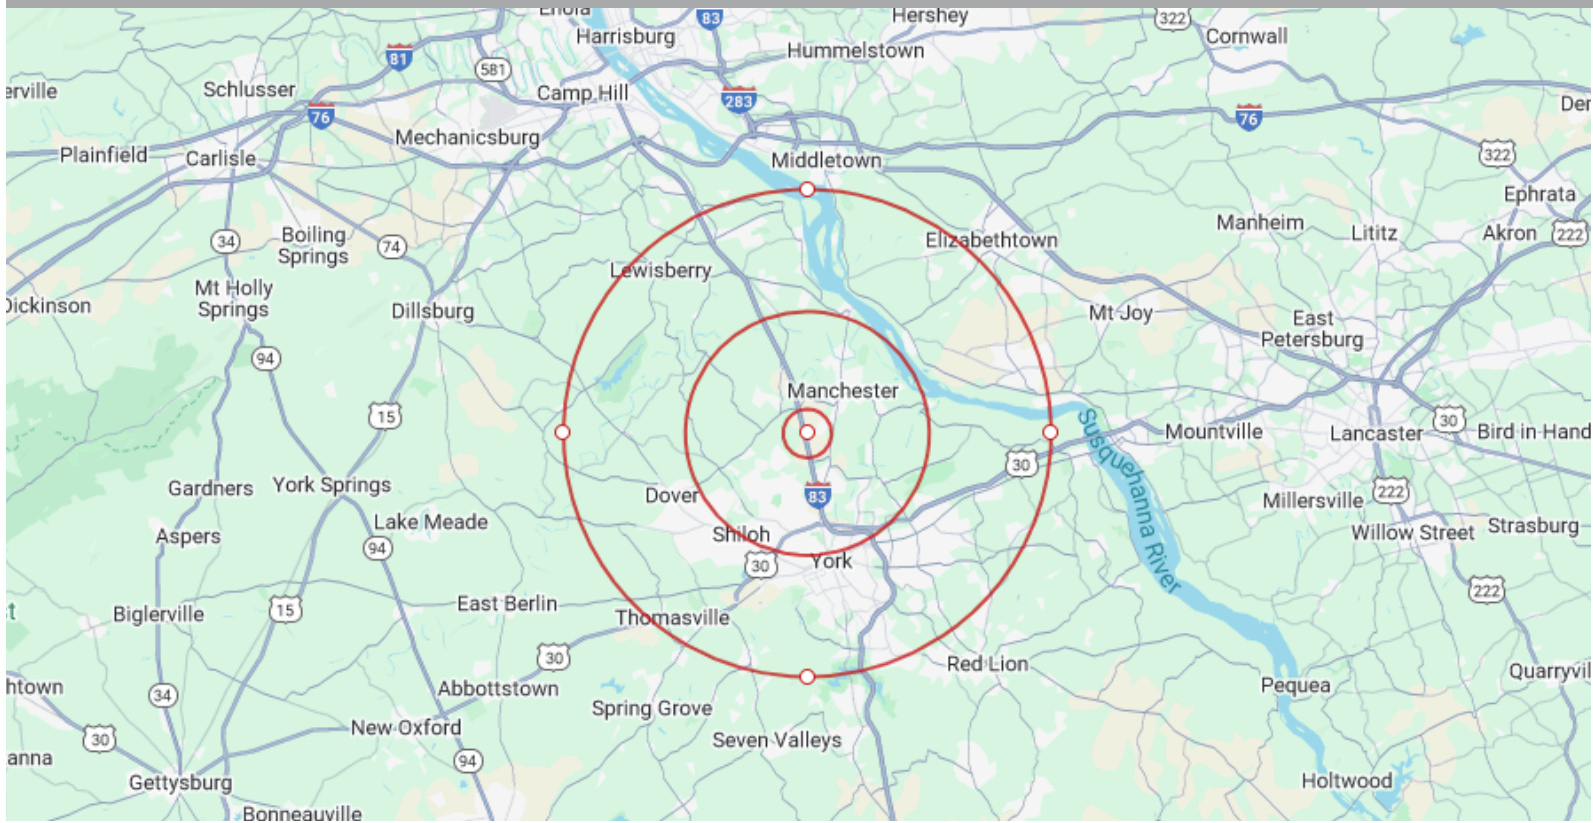 Enola
83
Hershey
322
Harrisburg
Cornwall
Hummelstown
81
581
erville
Schlusser
Camp Hill
283
76
76
Mechanicsburg
Plainfield
Carlisle
Middletown
322
Ephrata
Manheim
Lititz
Akron
222
34
Boiling
Springs
74
Elizabethtown
Lewisberry
Dickinson
Mt Holly
Springs
Dillsburg
Mt Joy
East
Petersburg
94
Manchester
15
30
Susquehanna River
Mountville
Lancaster
Bird in Hand
30
Gardners
York Springs
Dover
83
Millersville
222
Aspers
Lake Meade
94
Shiloh
Willow Street
Strasburg
30
York
Biglerville
15
East Berlin
Thomasville
222
t
30
Red Lion
Quarryvil
htown
34
Abbottstown
Pequea
Spring Grove
30
New Oxford
Seven Valleys
anna
94
Gettysburg
Holtwood
Bonneauville